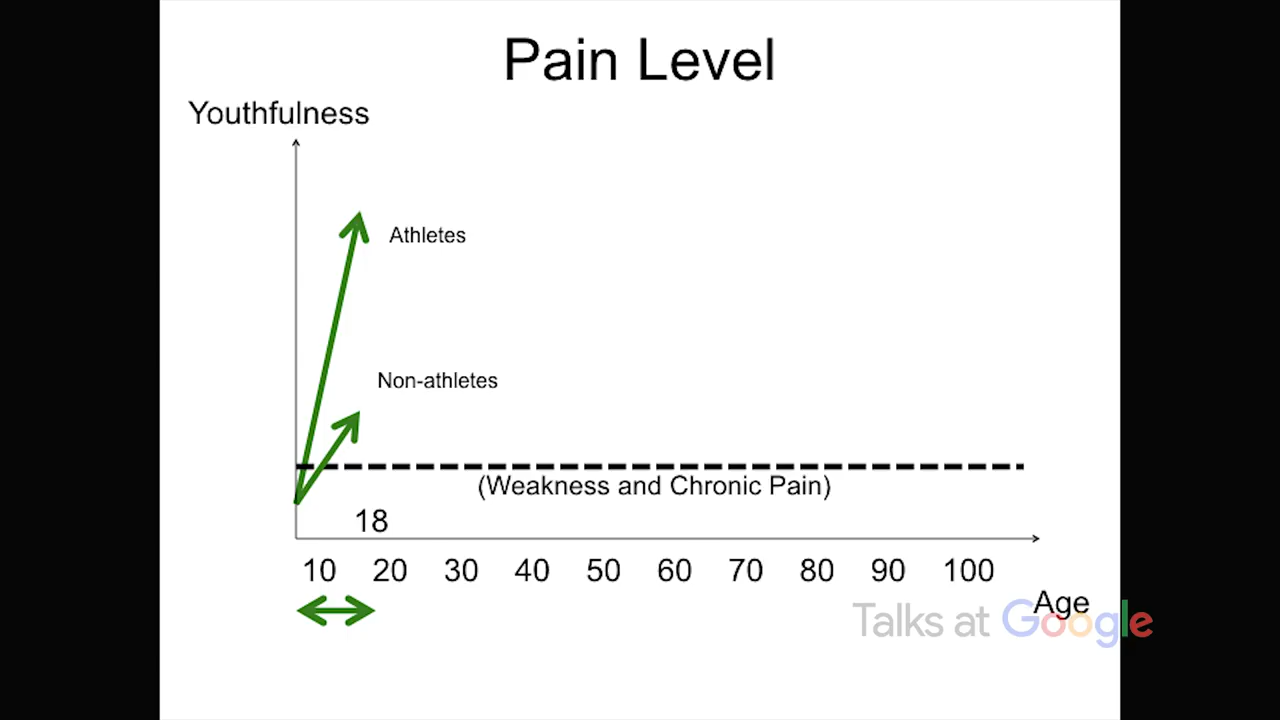 Pain Level
Youthfulness
Athletes
Non-athletes
(Weakness and Chronic Pain)
18
10 20 30 40 50 60 70 80 90 100
Age
Talks at Google